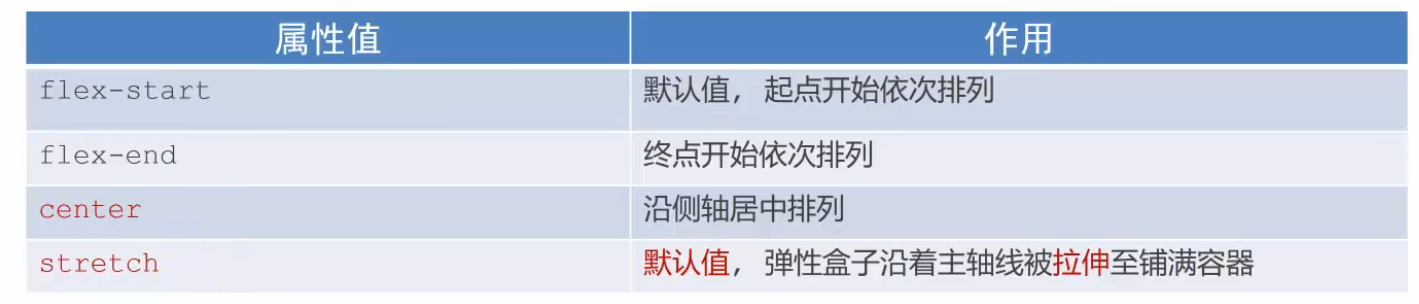 属性值 作用
flex-start 默认值，起点开始依次排列
flex-end 终点开始依次排列
center 沿侧轴居中排列
stretch 默认值，弹性盒子沿着主轴线被拉伸至铺满容器